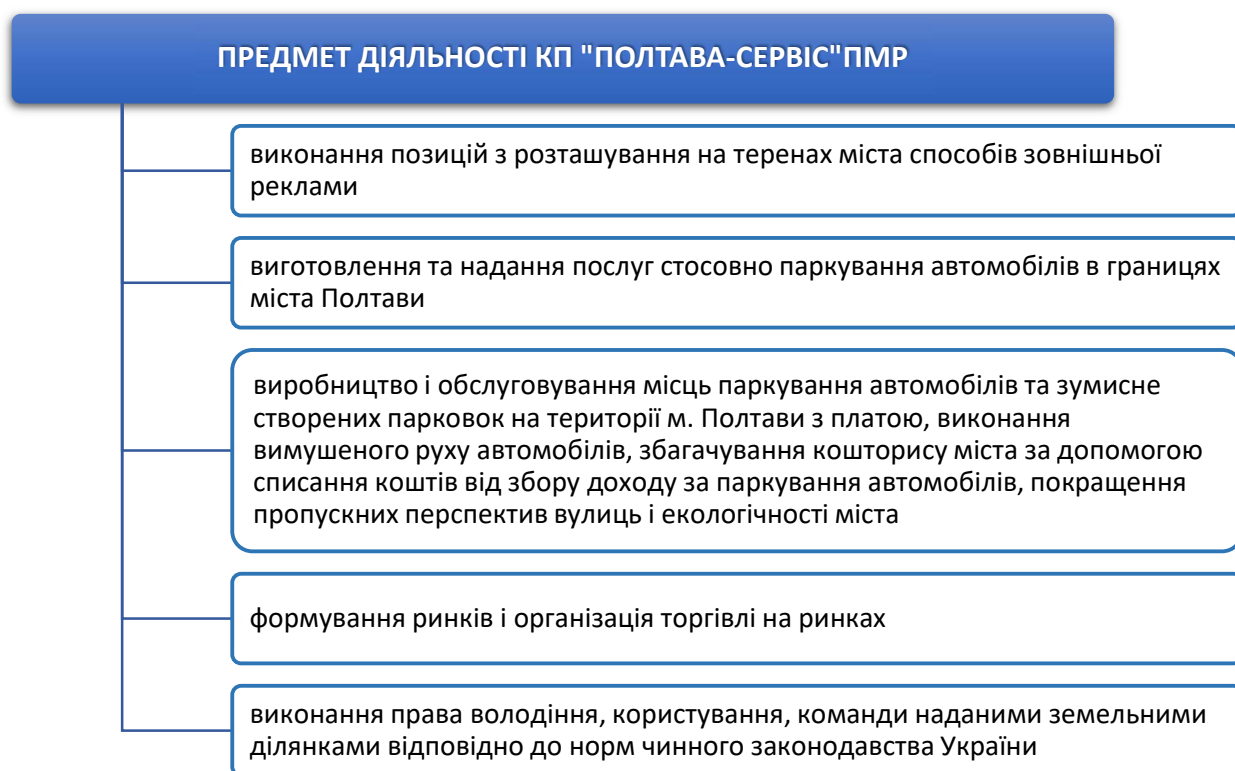 ПРЕДМЕТ ДІЯЛЬНОСТІ КП "ПОЛТАВА-СЕРВІС"ПМР
виконання позицій з розташування на теренах міста способів зовнішньої
реклами
виготовлення та надання послуг стосовно паркування автомобілів в границях
міста Полтави
виробництво і обслуговування місць паркування автомобілів та зумисне
створених парковок на території м. Полтави з платою, виконання
вимушеного руху автомобілів, збагачування кошторису міста за допомогою
списання коштів від збору доходу за паркування автомобілів, покращення
пропускних перспектив вулиць і екологічності міста
формування ринків і організація торгівлі на ринках
виконання права володіння, користування, команди наданими земельними
ділянками відповідно до норм чинного законодавства України